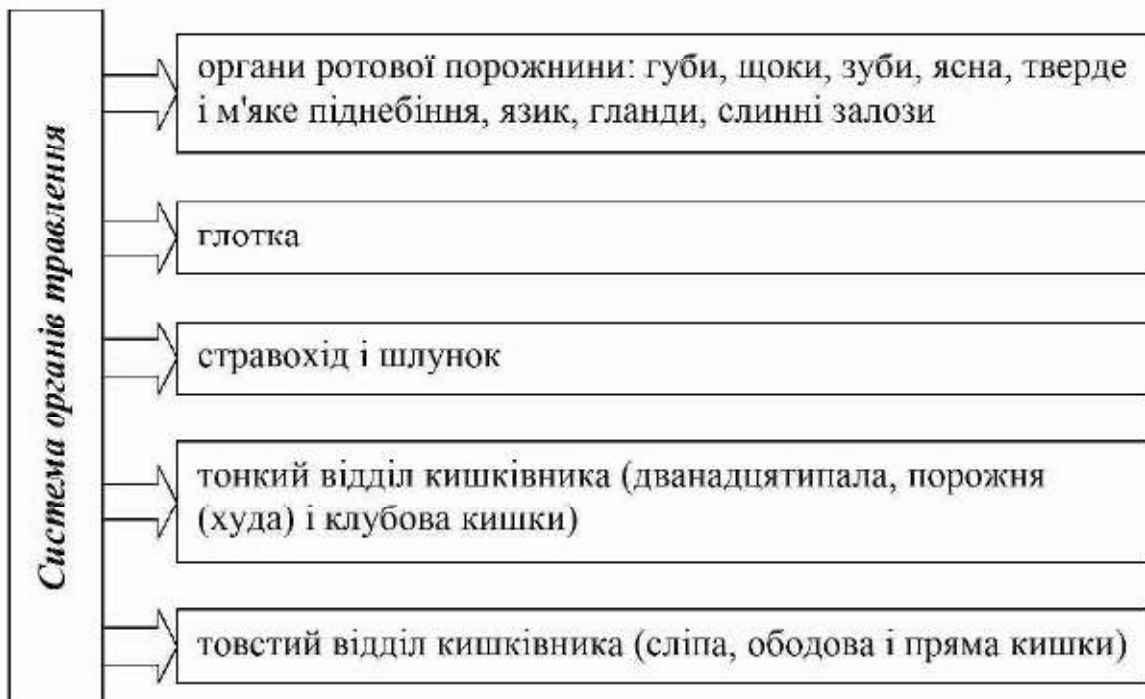 Система органів травлення
органи ротової порожнини: губи, щоки, зуби, ясна, тверде
і м'яке піднебіння, язик, гланди, слинні залози
глотка
стравохід і шлунок
тонкий відділ кишківника (дванадцятипала, порожня
(худа) і клубова кишки)
товстий відділ кишківника (сліпа, ободова і пряма кишки)